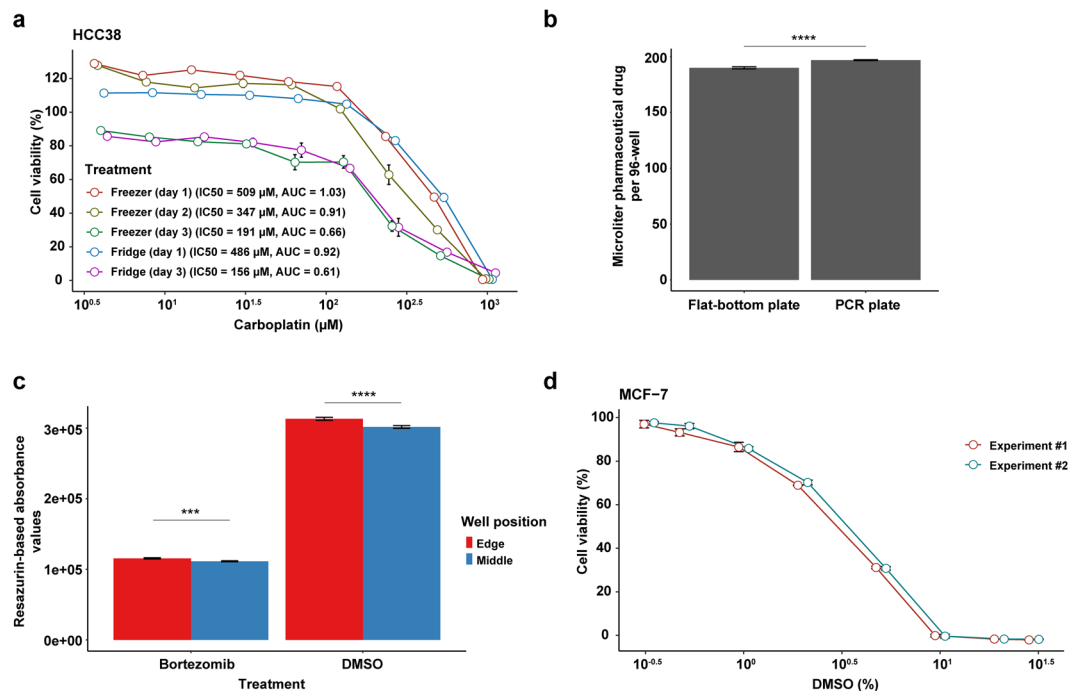 a
HCC38
120
100
80
60
40
20
0
Cell viability (%)
Treatment
Freezer (day 1) (IC50 = 509 µM, AUC = 1.03)
Freezer (day 2) (IC50 = 347 µM, AUC = 0.91)
Freezer (day 3) (IC50 = 191 µM, AUC = 0.66)
Fridge (day 1) (IC50 = 486 µM, AUC = 0.92)
Fridge (day 3) (IC50 = 156 µM, AUC = 0.61)
10^0.5 10^1 10^1.5 10^2 10^2.5 10^3
Carboplatin (µM)
b
****
200
150
100
50
0
Microliter pharmaceutical drug
per 96-well
Flat-bottom plate PCR plate
c
****
***
3e+05
2e+05
1e+05
0e+00
Resazurin-based absorbance
values
Well position
Edge
Middle
Bortezomib DMSO
Treatment
d
MCF−7
100
80
60
40
20
0
Cell viability (%)
Experiment #1
Experiment #2
10^−0.5 10^0 10^0.5 10^1 10^1.5
DMSO (%)